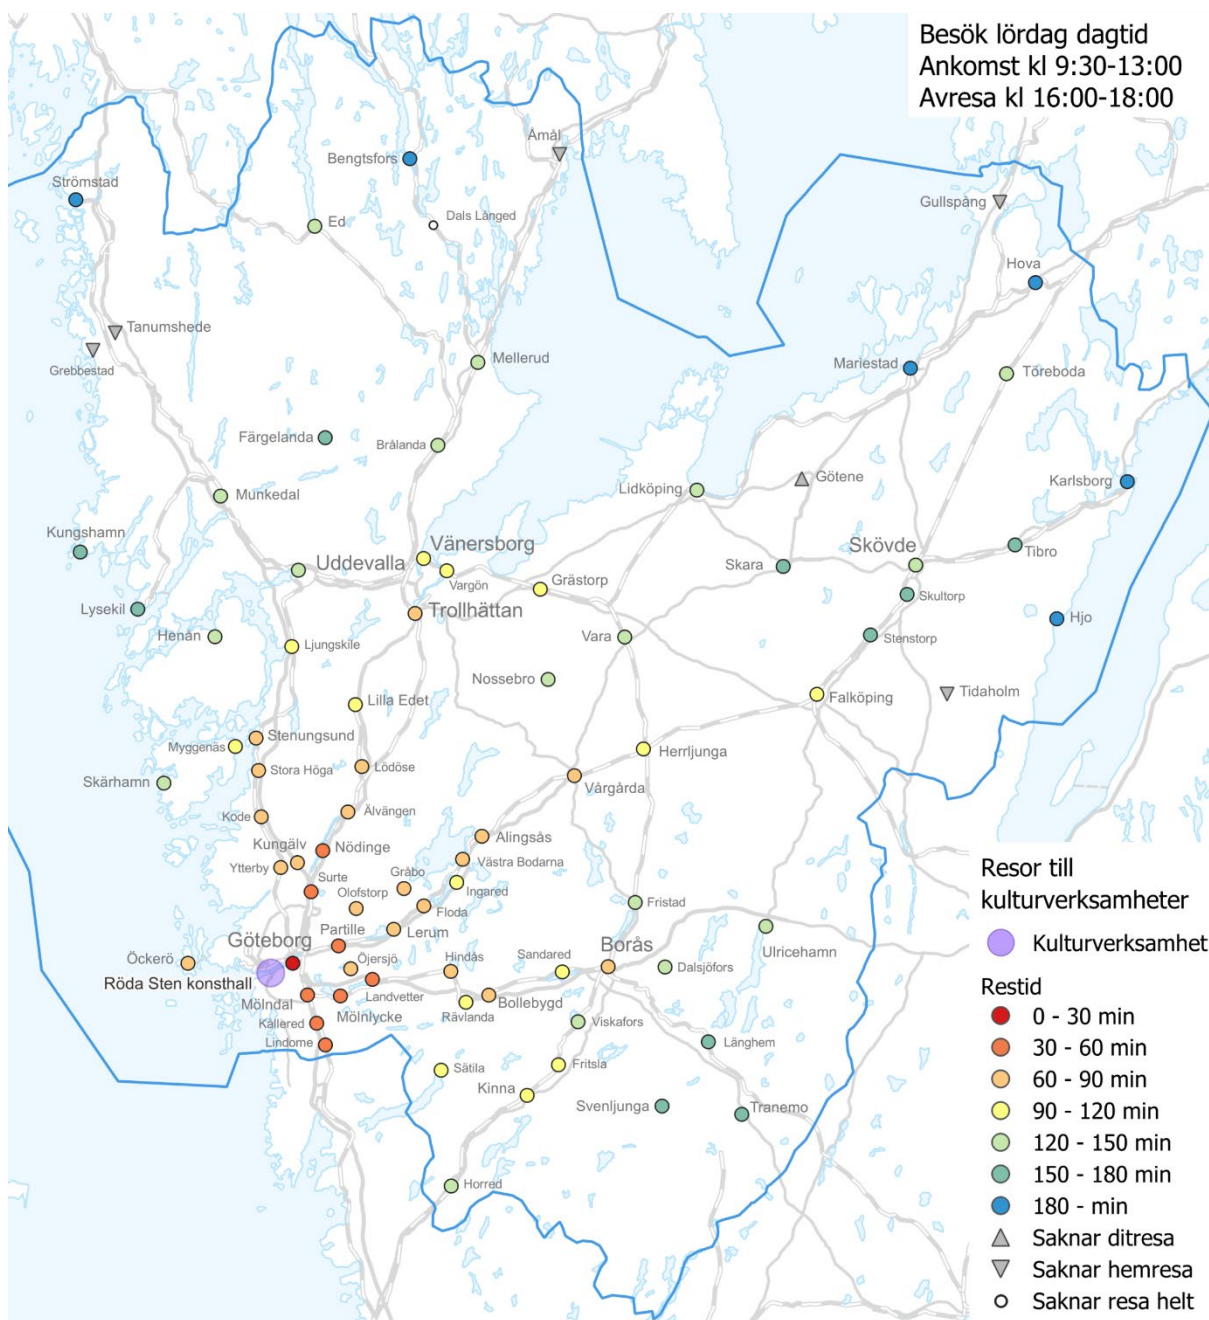 Besök lördag dagtid
Ankomst kl 9:30-13:00
Avresa kl 16:00-18:00
Åmål
Bengtsfors
Strömstad
Gullspång
Dals Långed
Ed
Hova
Tanumshede
Grebbestad
Mellerud
Mariestad
Töreboda
Färgelanda
Brålanda
Götene
Karlsborg
Lidköping
Munkedal
Kungshamn
Vänersborg
Skövde
Tibro
Uddevalla
Skara
Vargön
Grästorp
Skultorp
Lysekil
Trollhättan
Hjo
Henån
Ljungskile
Vara
Stenstorp
Nossebro
Tidaholm
Falköping
Lilla Edet
Stenungsund
Myggenäs
Herrljunga
Stora Höga
Lödöse
Skärhamn
Vårgårda
Kode
Älvängen
Alingsås
Kungälv
Nödinge
Västra Bodarna
Ytterby
Gråbo
Surte
Olofstorp
Ingared
Fristad
Floda
Partille
Lerum
Göteborg
Borås
Ulricehamn
Öckerö
Öjersjö
Hindås
Sandared
Dalsjöfors
Röda Sten konsthall
Landvetter
Bollebygd
Mölndal
Mölnlycke
Rävlanda
Kållered
Viskafors
Lindome
Länghem
Sätila
Fritsla
Kinna
Svenljunga
Tranemo
Horred
Resor till
kulturverksamheter
Kulturverksamhet
Restid
0 - 30 min
30 - 60 min
60 - 90 min
90 - 120 min
120 - 150 min
150 - 180 min
180 - min
Saknar ditresa
Saknar hemresa
Saknar resa helt